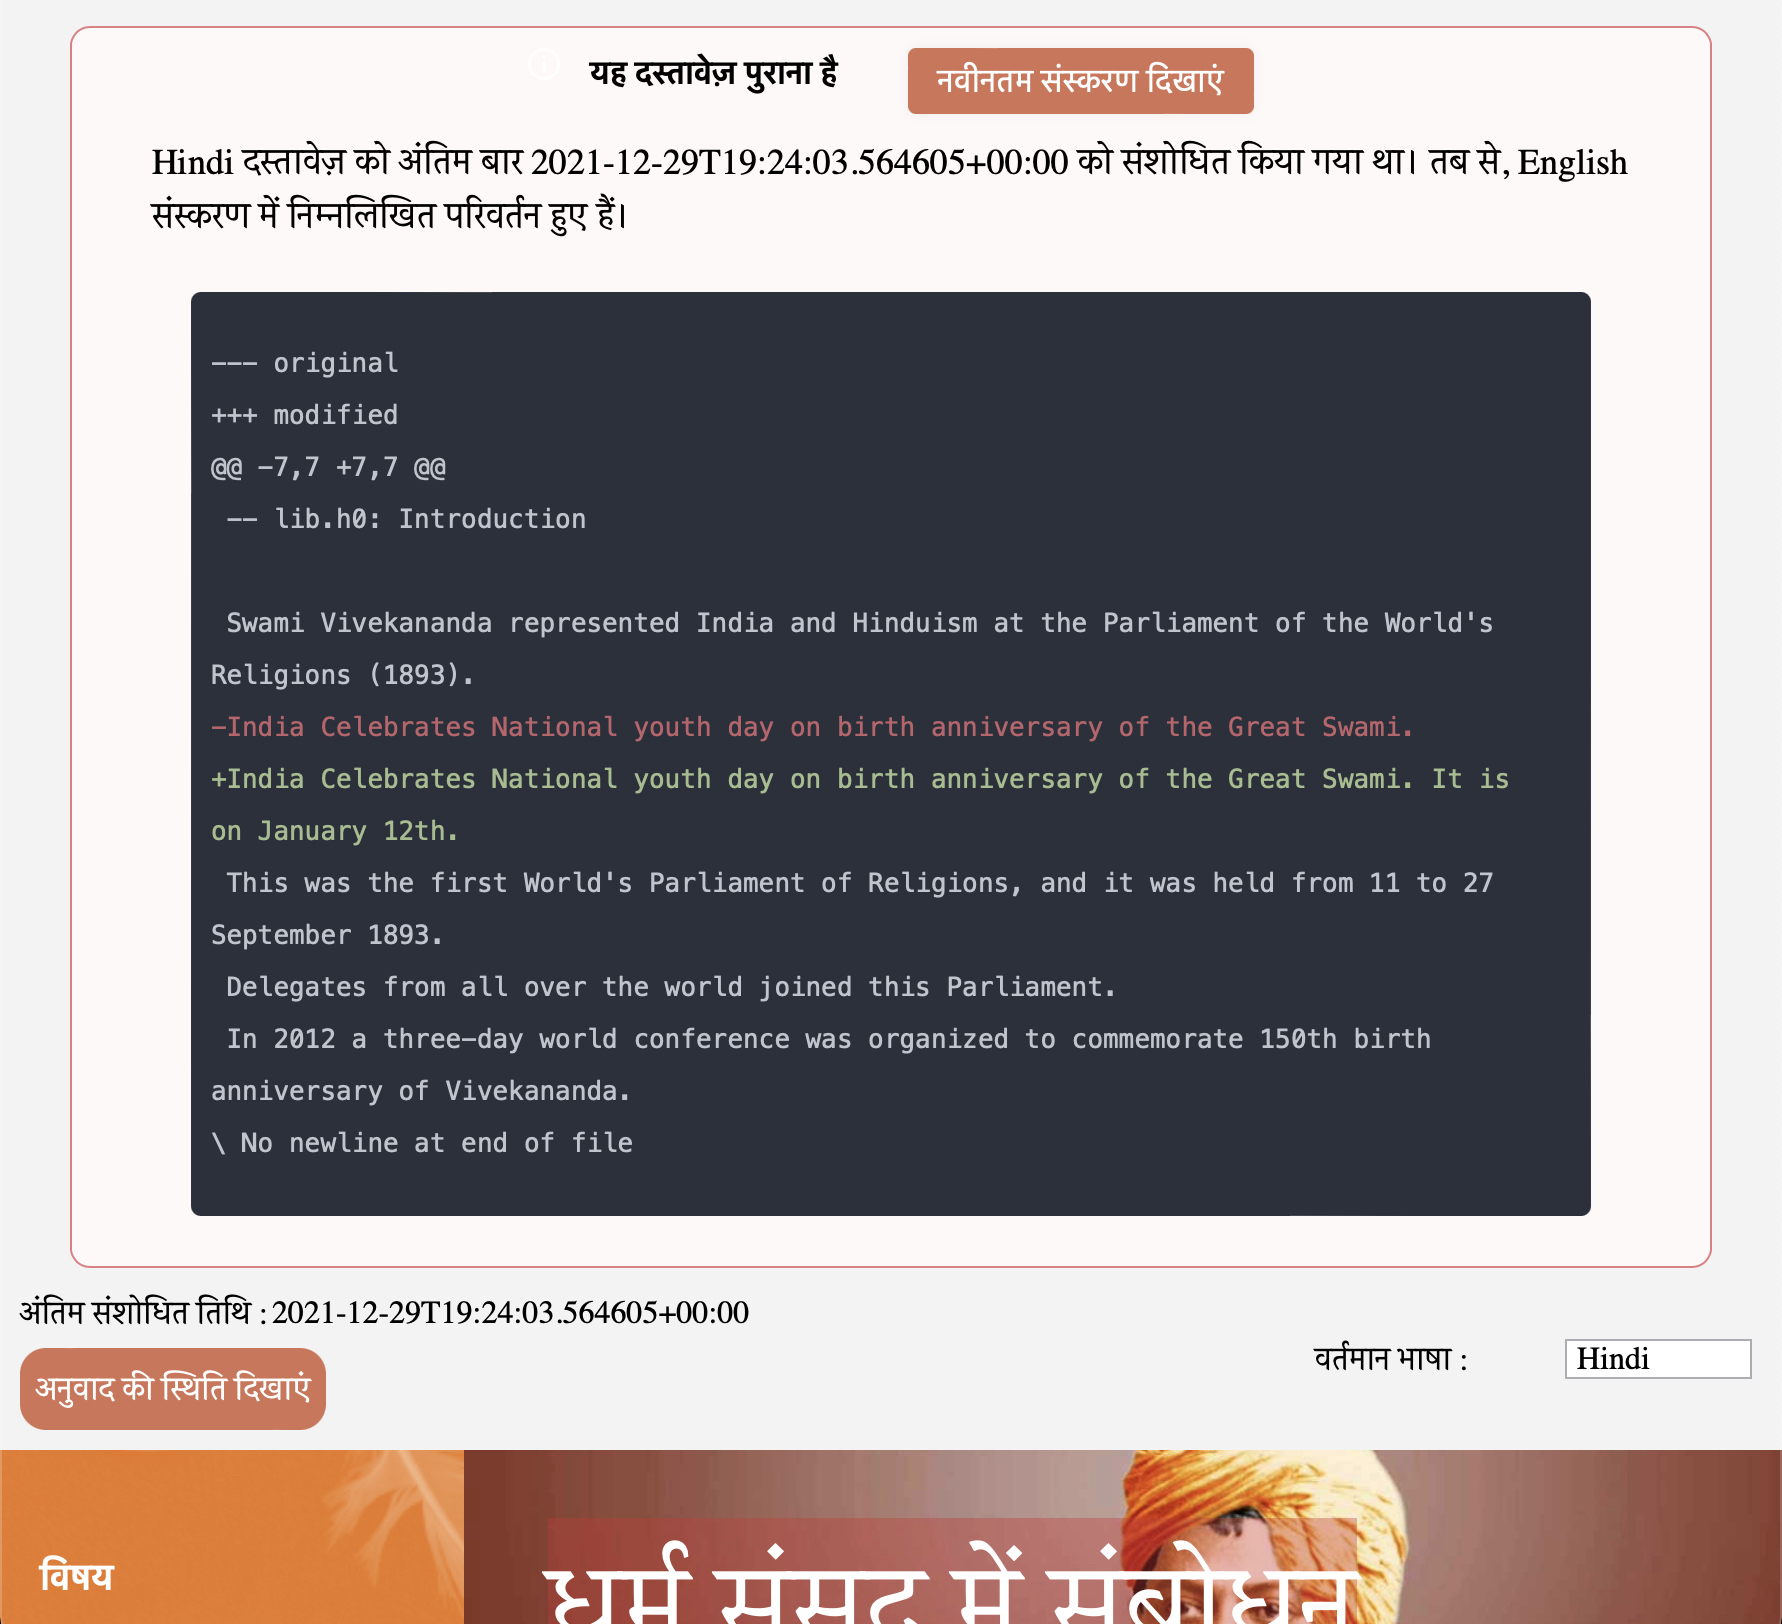 यह दस्तावेज़ पुराना है
नवीनतम संस्करण दिखाएं
Hindi दस्तावेज़ को अंतिम बार 2021-12-29T19:24:03.564605+00:00 को संशोधित किया गया था। तब से, English
संस्करण में निम्नलिखित परिवर्तन हुए हैं।
--- original
+++ modified
@@ -7,7 +7,7 @@
-- lib.h0: Introduction
Swami Vivekananda represented India and Hinduism at the Parliament of the World's
Religions (1893).
-India Celebrates National youth day on birth anniversary of the Great Swami.
+India Celebrates National youth day on birth anniversary of the Great Swami. It is
on January 12th.
This was the first World's Parliament of Religions, and it was held from 11 to 27
September 1893.
Delegates from all over the world joined this Parliament.
In 2012 a three-day world conference was organized to commemorate 150th birth
anniversary of Vivekananda.
\ No newline at end of file
अंतिम संशोधित तिथि : 2021-12-29T19:24:03.564605+00:00
वर्तमान भाषा :
Hindi
अनुवाद की स्थिति दिखाएं
विषय
धर्म संसद में संबोधन